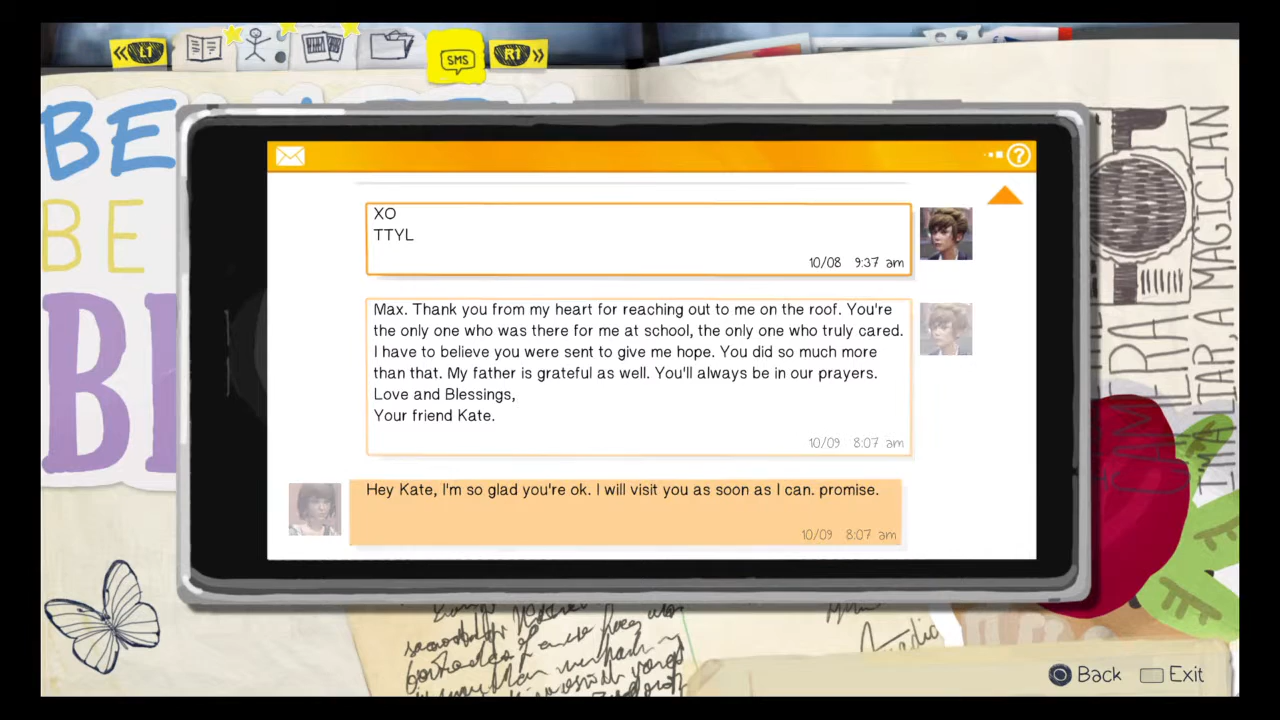 L1
SMS
R1
BE
BE
?
XO
TTYL
10/08 9:37 am
Max. Thank you from my heart for reaching out to me on the roof. You're
the only one who was there for me at school, the only one who truly cared.
I have to believe you were sent to give me hope. You did so much more
than that. My father is grateful as well. You'll always be in our prayers.
Love and Blessings,
Your friend Kate.
10/09 8:07 am
Hey Kate, I'm so glad you're ok. I will visit you as soon as I can. promise.
10/09 8:07 am
MAGICIAN
Back
Exit